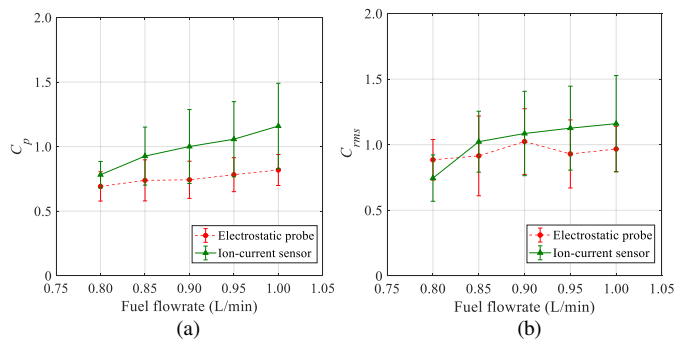 2.0
1.5
1.0
0.5
0
C_p
0.75 0.80 0.85 0.90 0.95 1.00 1.05
Fuel flowrate (L/min)
Electrostatic probe
Ion-current sensor
(a)
2.0
1.5
1.0
0.5
0
C_rms
0.75 0.80 0.85 0.90 0.95 1.00 1.05
Fuel flowrate (L/min)
Electrostatic probe
Ion-current sensor
(b)